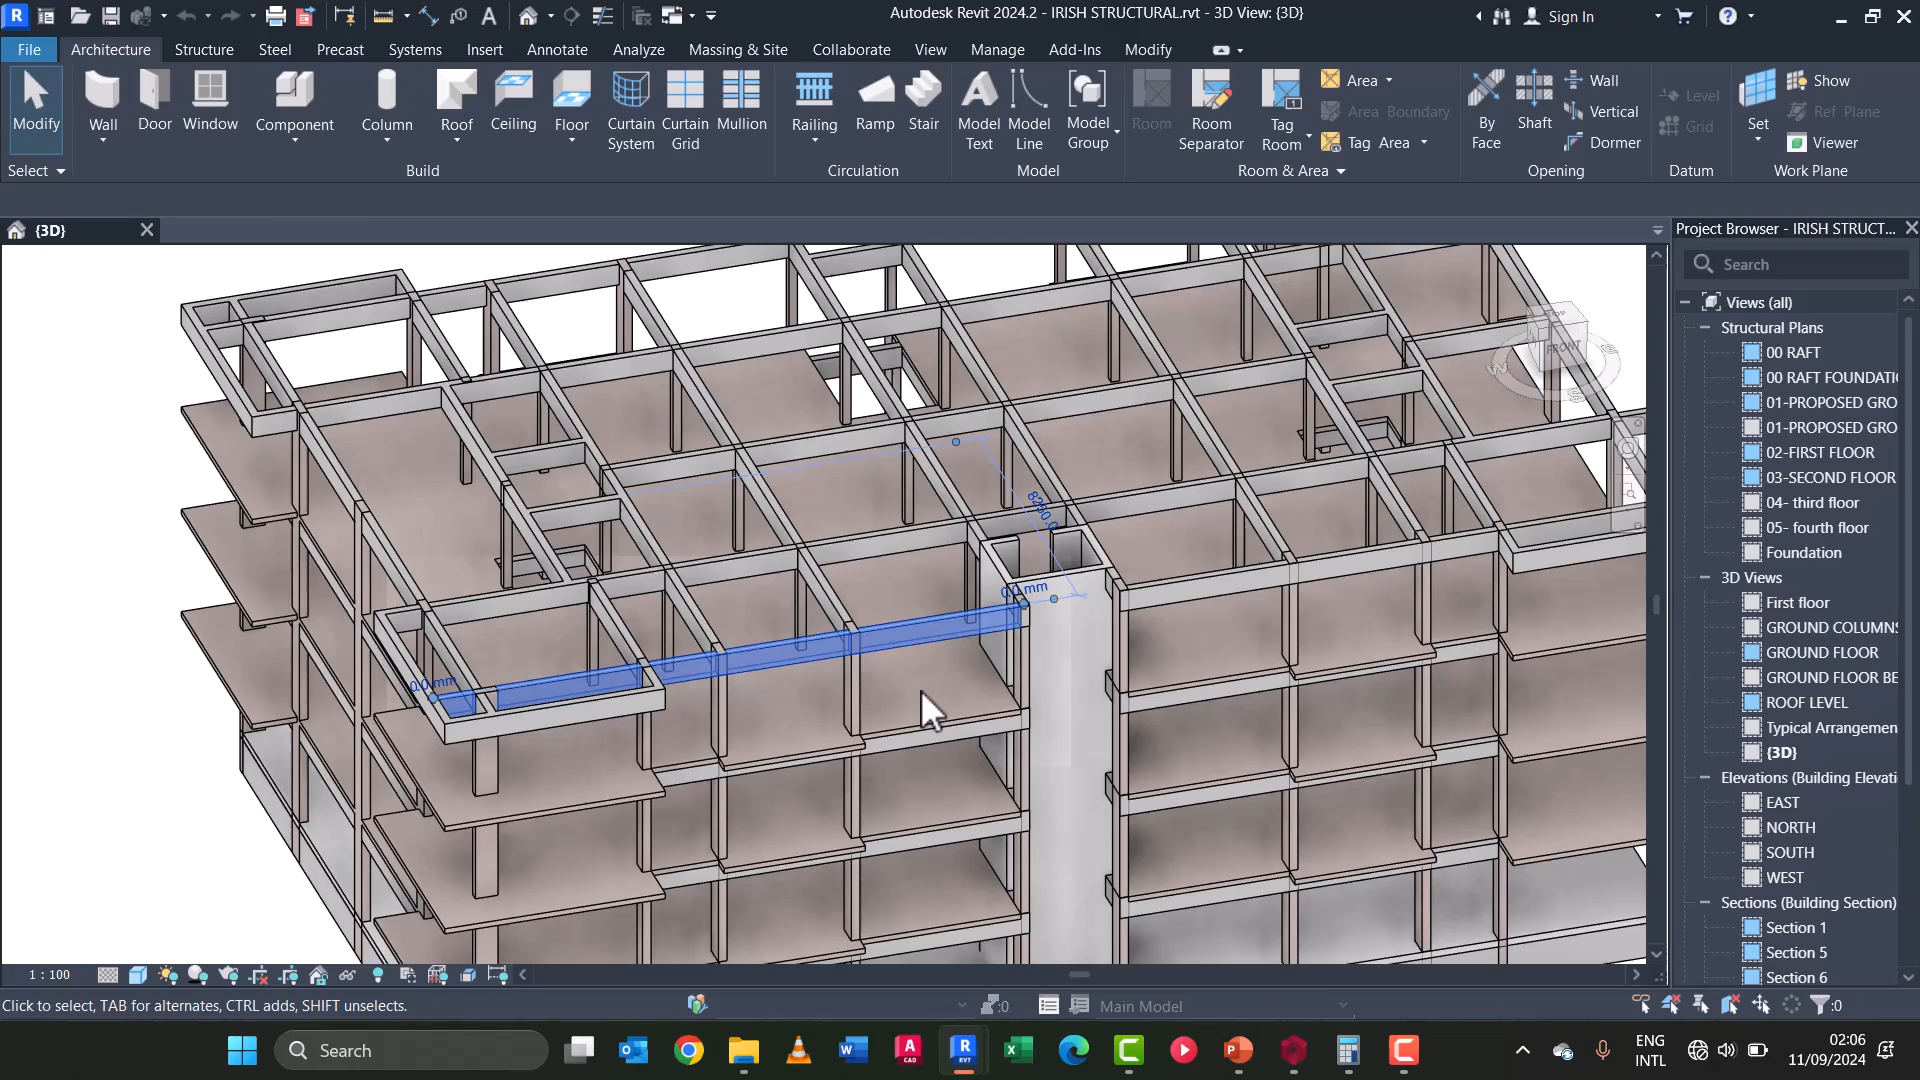 Autodesk Revit 2024.2 - IRISH STRUCTURAL.rvt - 3D View: {3D}
Sign In
File Architecture Structure Steel Precast Systems Insert Annotate Analyze Massing & Site Collaborate View Manage Add-Ins Modify
Modify Wall Door Window Component Column Roof Ceiling Floor Curtain System Curtain Grid Mullion Railing Ramp Stair Model Text Model Line Model Group Room Room Separator Tag Room
Area
Area Boundary
Tag Area
By Face Shaft
Wall
Vertical
Dormer
Level
Grid
Set
Show
Ref Plane
Viewer
Select Build Circulation Model Room & Area Opening Datum Work Plane
{3D}
Project Browser - IRISH STRUCT...
Search
Views (all)
Structural Plans
00 RAFT
00 RAFT FOUNDATI
01-PROPOSED GRO
01-PROPOSED GRO
02-FIRST FLOOR
03-SECOND FLOOR
04- third floor
05- fourth floor
Foundation
3D Views
First floor
GROUND COLUMNS
GROUND FLOOR
GROUND FLOOR BE
ROOF LEVEL
Typical Arrangemen
{3D}
Elevations (Building Elevati
EAST
NORTH
SOUTH
WEST
Sections (Building Section)
Section 1
Section 5
Section 6
FRONT
W
0.0 mm
0.0 mm
1 : 100
Click to select, TAB for alternates, CTRL adds, SHIFT unselects.
:0
Main Model
:0
Search
ENG
INTL
02:06
11/09/2024